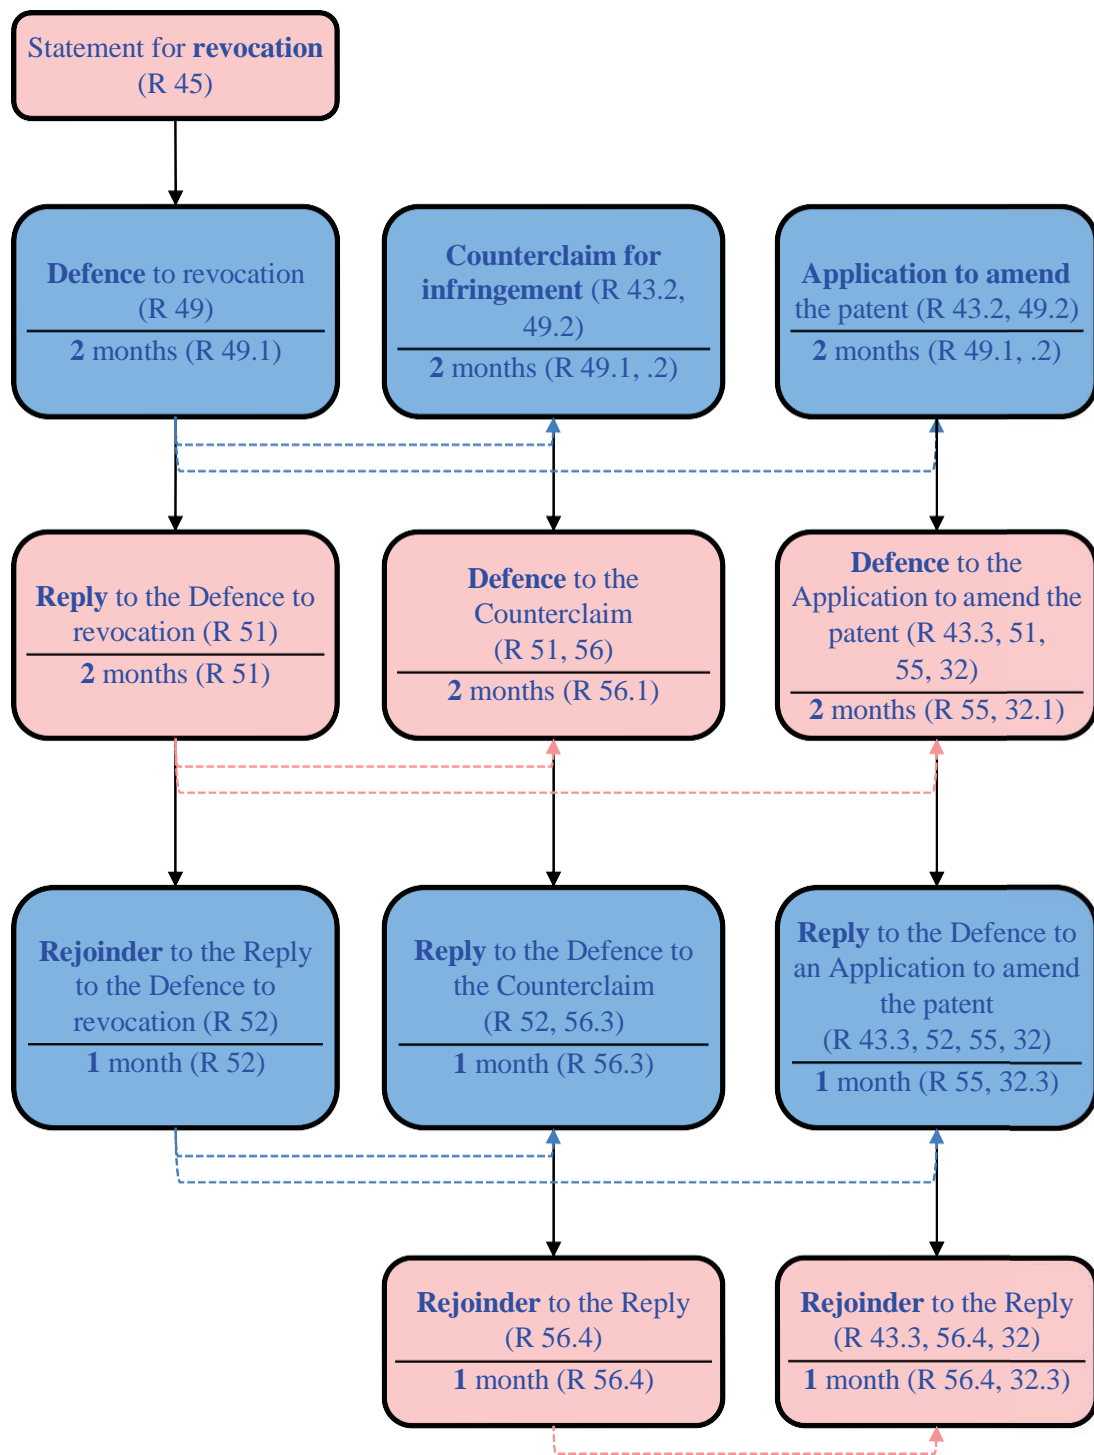 Statement for revocation
(R 45)
Defence to revocation
(R 49)
2 months (R 49.1)
Counterclaim for
infringement (R 43.2,
49.2)
2 months (R 49.1, .2)
Application to amend
the patent (R 43.2, 49.2)
2 months (R 49.1, .2)
Reply to the Defence to
revocation (R 51)
2 months (R 51)
Defence to the
Counterclaim
(R 51, 56)
2 months (R 56.1)
Defence to the
Application to amend the
patent (R 43.3, 51,
55, 32)
2 months (R 55, 32.1)
Rejoinder to the Reply
to the Defence to
revocation (R 52)
1 month (R 52)
Reply to the Defence to
the Counterclaim
(R 52, 56.3)
1 month (R 56.3)
Reply to the Defence to
an Application to amend
the patent
(R 43.3, 52, 55, 32)
1 month (R 55, 32.3)
Rejoinder to the Reply
(R 56.4)
1 month (R 56.4)
Rejoinder to the Reply
(R 43.3, 56.4, 32)
1 month (R 56.4, 32.3)